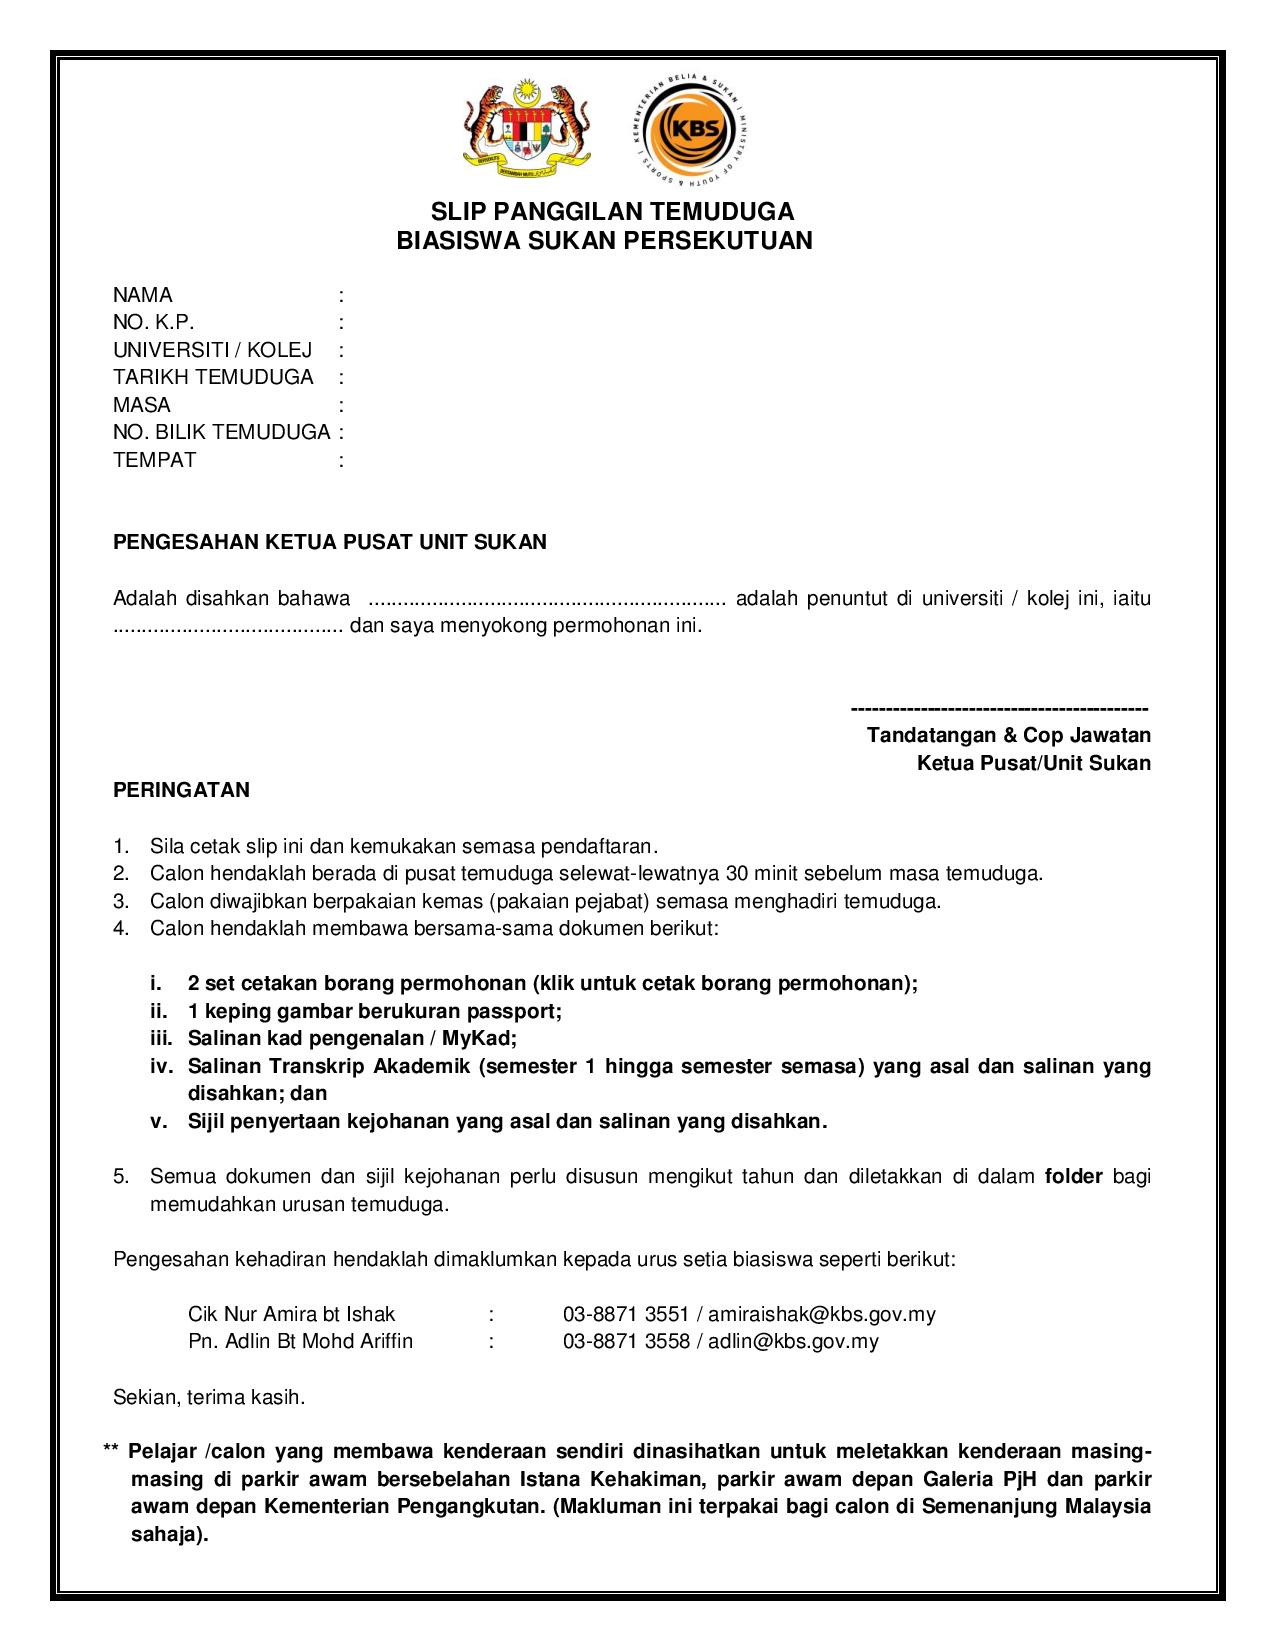 KEMENTERIAN BELIA & SUKAN | MINISTRY OF YOUTH & SPORTS |
KBS
BERSEKUTU BERTAMBAH MUTU
SLIP PANGGILAN TEMUDUGA
BIASISWA SUKAN PERSEKUTUAN
NAMA :
NO. K.P. :
UNIVERSITI / KOLEJ :
TARIKH TEMUDUGA :
MASA :
NO. BILIK TEMUDUGA :
TEMPAT :
PENGESAHAN KETUA PUSAT UNIT SUKAN
Adalah disahkan bahawa .............................................................. adalah penuntut di universiti / kolej ini, iaitu
........................................ dan saya menyokong permohonan ini.
-------------------------------------------
Tandatangan & Cop Jawatan
Ketua Pusat/Unit Sukan
PERINGATAN
1. Sila cetak slip ini dan kemukakan semasa pendaftaran.
2. Calon hendaklah berada di pusat temuduga selewat-lewatnya 30 minit sebelum masa temuduga.
3. Calon diwajibkan berpakaian kemas (pakaian pejabat) semasa menghadiri temuduga.
4. Calon hendaklah membawa bersama-sama dokumen berikut:
i. 2 set cetakan borang permohonan (klik untuk cetak borang permohonan);
ii. 1 keping gambar berukuran passport;
iii. Salinan kad pengenalan / MyKad;
iv. Salinan Transkrip Akademik (semester 1 hingga semester semasa) yang asal dan salinan yang
disahkan; dan
v. Sijil penyertaan kejohanan yang asal dan salinan yang disahkan.
5. Semua dokumen dan sijil kejohanan perlu disusun mengikut tahun dan diletakkan di dalam folder bagi
memudahkan urusan temuduga.
Pengesahan kehadiran hendaklah dimaklumkan kepada urus setia biasiswa seperti berikut:
Cik Nur Amira bt Ishak : 03-8871 3551 / amiraishak@kbs.gov.my
Pn. Adlin Bt Mohd Ariffin : 03-8871 3558 / adlin@kbs.gov.my
Sekian, terima kasih.
** Pelajar /calon yang membawa kenderaan sendiri dinasihatkan untuk meletakkan kenderaan masing-
masing di parkir awam bersebelahan Istana Kehakiman, parkir awam depan Galeria PjH dan parkir
awam depan Kementerian Pengangkutan. (Makluman ini terpakai bagi calon di Semenanjung Malaysia
sahaja).